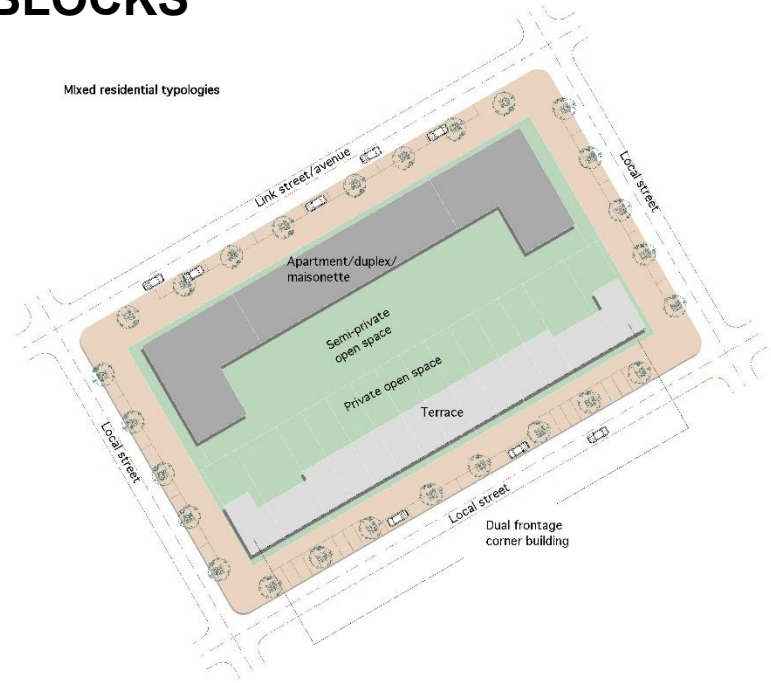 BLOCKS
Mixed residential typologies
Link street/avenue
Local street
Apartment/duplex/
maisonette
Semi-private
open space
Private open space
Terrace
Local street
Local street
Dual frontage
corner building